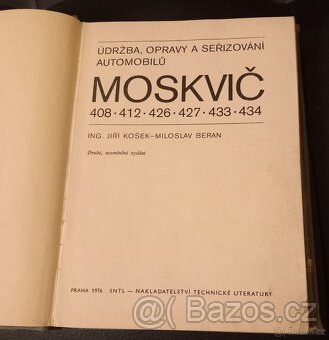 ÚDRŽBA, OPRAVY A SEŘIZOVÁNÍ
AUTOMOBILŮ
MOSKVIČ
408 · 412 · 426 · 427 · 433 · 434
ING. JIŘÍ KOŠEK–MILOSLAV BERAN
Druhé, nezměněné vydání
PRAHA 1976 SNTL — NAKLADATELSTVÍ TECHNICKÉ LITERATURY
Bazoš.cz